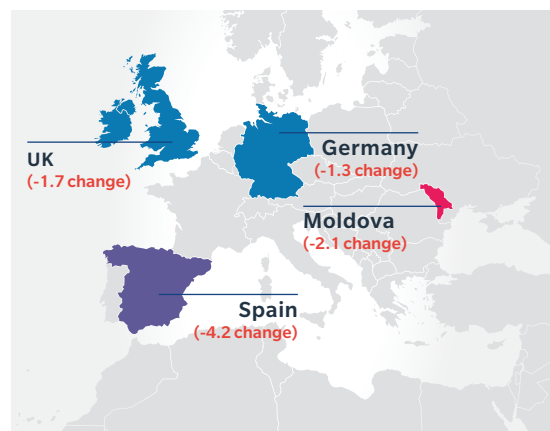 UK
(-1.7 change)
Germany
(-1.3 change)
Moldova
(-2.1 change)
Spain
(-4.2 change)